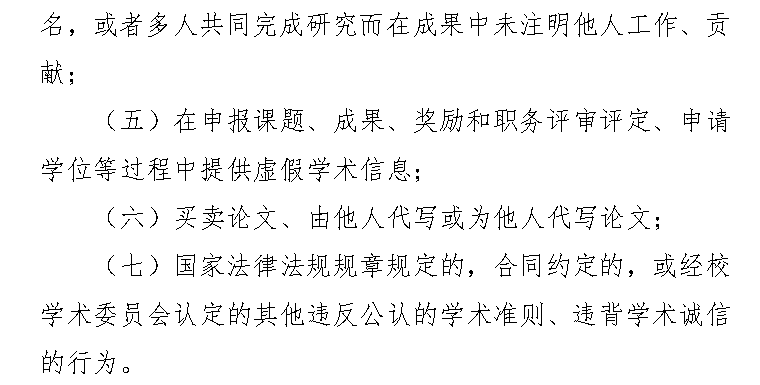 名，或者多人共同完成研究而在成果中未注明他人工作、贡
献；
（五）在申报课题、成果、奖励和职务评审评定、申请
学位等过程中提供虚假学术信息；
（六）买卖论文、由他人代写或为他人代写论文；
（七）国家法律法规规章规定的，合同约定的，或经校
学术委员会认定的其他违反公认的学术准则、违背学术诚信
的行为。